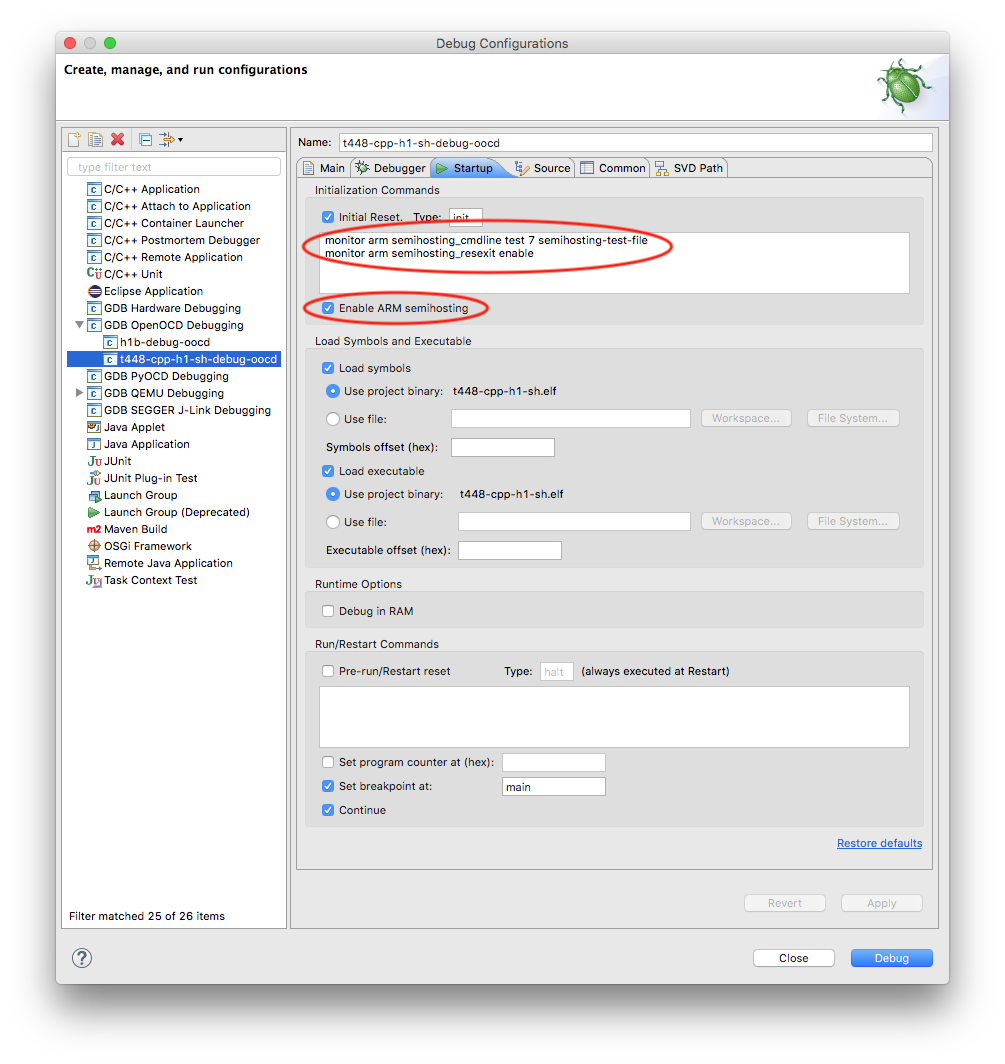 Debug Configurations
Create, manage, and run configurations
type filter text
C/C++ Application
C/C++ Attach to Application
C/C++ Container Launcher
C/C++ Postmortem Debugger
C/C++ Remote Application
C/C++ Unit
Eclipse Application
GDB Hardware Debugging
GDB OpenOCD Debugging
h1b-debug-oocd
t448-cpp-h1-sh-debug-oocd
GDB PyOCD Debugging
GDB QEMU Debugging
GDB SEGGER J-Link Debugging
Java Applet
Java Application
JUnit
JUnit Plug-in Test
Launch Group
Launch Group (Deprecated)
m2 Maven Build
OSGi Framework
Remote Java Application
Task Context Test
Filter matched 25 of 26 items
Name: t448-cpp-h1-sh-debug-oocd
Main Debugger Startup Source Common SVD Path
Initialization Commands
Initial Reset. Type: init
monitor arm semihosting_cmdline test 7 semihosting-test-file
monitor arm semihosting_resexit enable
Enable ARM semihosting
Load Symbols and Executable
Load symbols
Use project binary: t448-cpp-h1-sh.elf
Use file: Workspace... File System...
Symbols offset (hex):
Load executable
Use project binary: t448-cpp-h1-sh.elf
Use file: Workspace... File System...
Executable offset (hex):
Runtime Options
Debug in RAM
Run/Restart Commands
Pre-run/Restart reset Type: halt (always executed at Restart)
Set program counter at (hex):
Set breakpoint at: main
Continue
Restore defaults
Revert Apply
? Close Debug